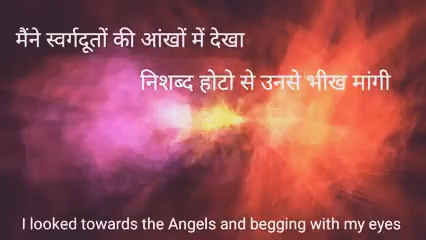 मैंने स्वर्गदूतों की आंखों में देखा
निशब्द होटो से उनसे भीख मांगी
I looked towards the Angels and begging with my eyes